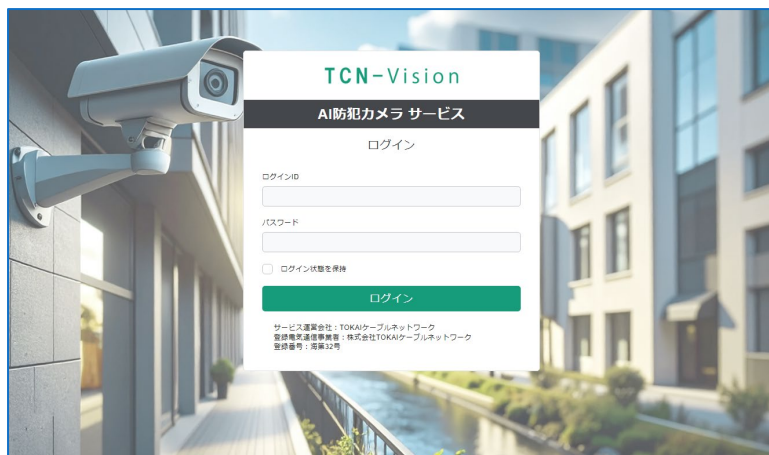 TCN-Vision
AI防犯カメラ サービス
ログイン
ログインID
パスワード
ログイン状態を保持
ログイン
サービス運営会社：TOKAIケーブルネットワーク
登録電気通信事業者：株式会社TOKAIケーブルネットワーク
登録番号：海第32号